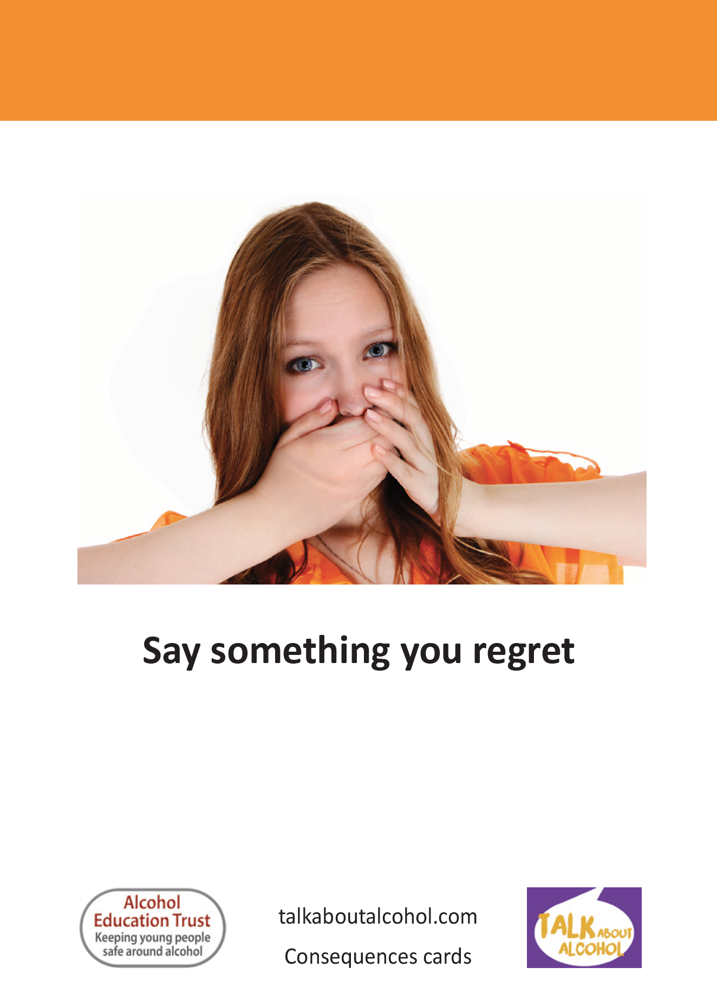 Say something you regret
Alcohol
Education Trust
Keeping young people
safe around alcohol
talkaboutalcohol.com
Consequences cards
TALK ABOUT
ALCOHOL